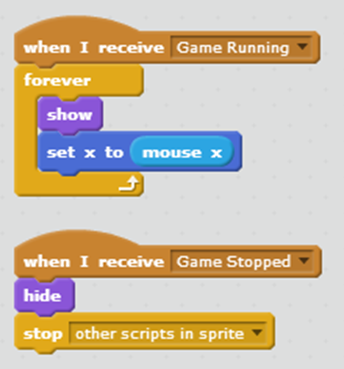 when I receive Game Running
forever
show
set x to mouse x
when I receive Game Stopped
hide
stop other scripts in sprite